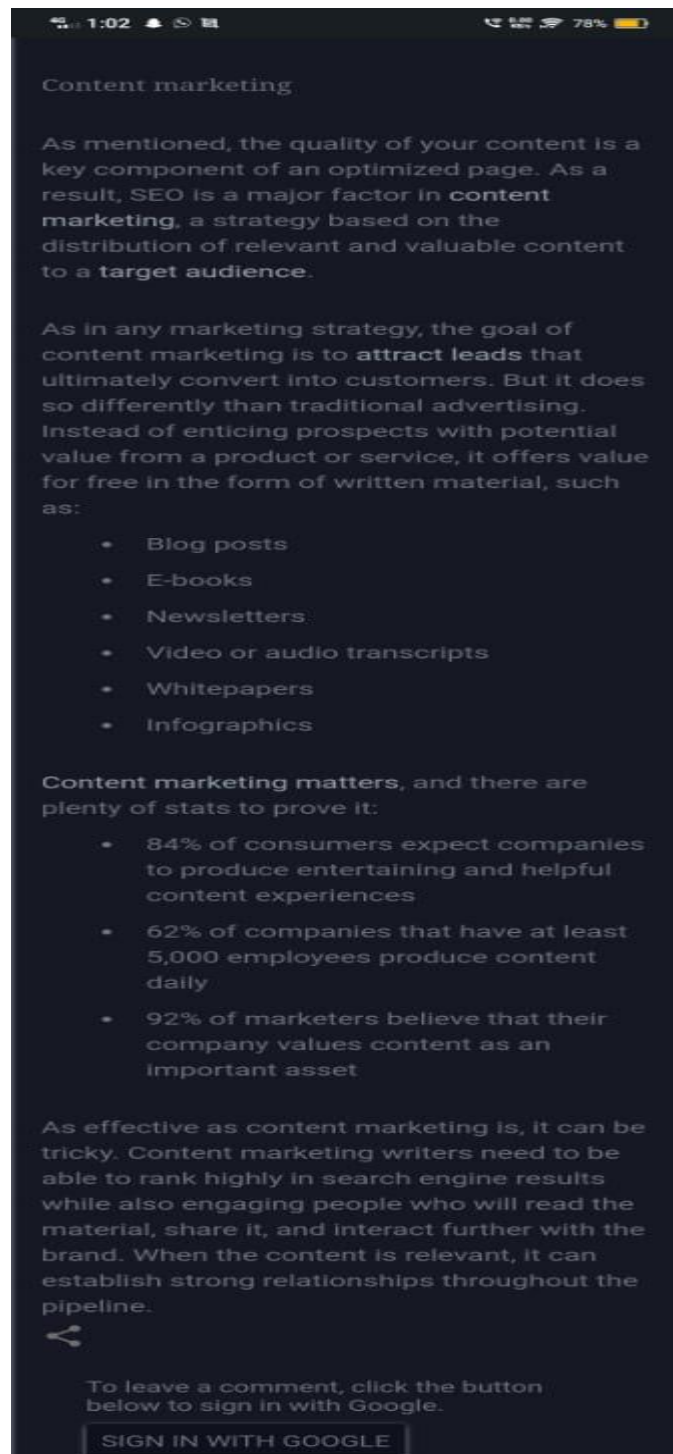 4G 1:02 78%
Content marketing
As mentioned, the quality of your content is a
key component of an optimized page. As a
result, SEO is a major factor in content
marketing, a strategy based on the
distribution of relevant and valuable content
to a target audience.
As in any marketing strategy, the goal of
content marketing is to attract leads that
ultimately convert into customers. But it does
so differently than traditional advertising.
Instead of enticing prospects with potential
value from a product or service, it offers value
for free in the form of written material, such
as:
• Blog posts
• E-books
• Newsletters
• Video or audio transcripts
• Whitepapers
• Infographics
Content marketing matters, and there are
plenty of stats to prove it:
• 84% of consumers expect companies
to produce entertaining and helpful
content experiences
• 62% of companies that have at least
5,000 employees produce content
daily
• 92% of marketers believe that their
company values content as an
important asset
As effective as content marketing is, it can be
tricky. Content marketing writers need to be
able to rank highly in search engine results
while also engaging people who will read the
material, share it, and interact further with the
brand. When the content is relevant, it can
establish strong relationships throughout the
pipeline.
To leave a comment, click the button
below to sign in with Google.
SIGN IN WITH GOOGLE